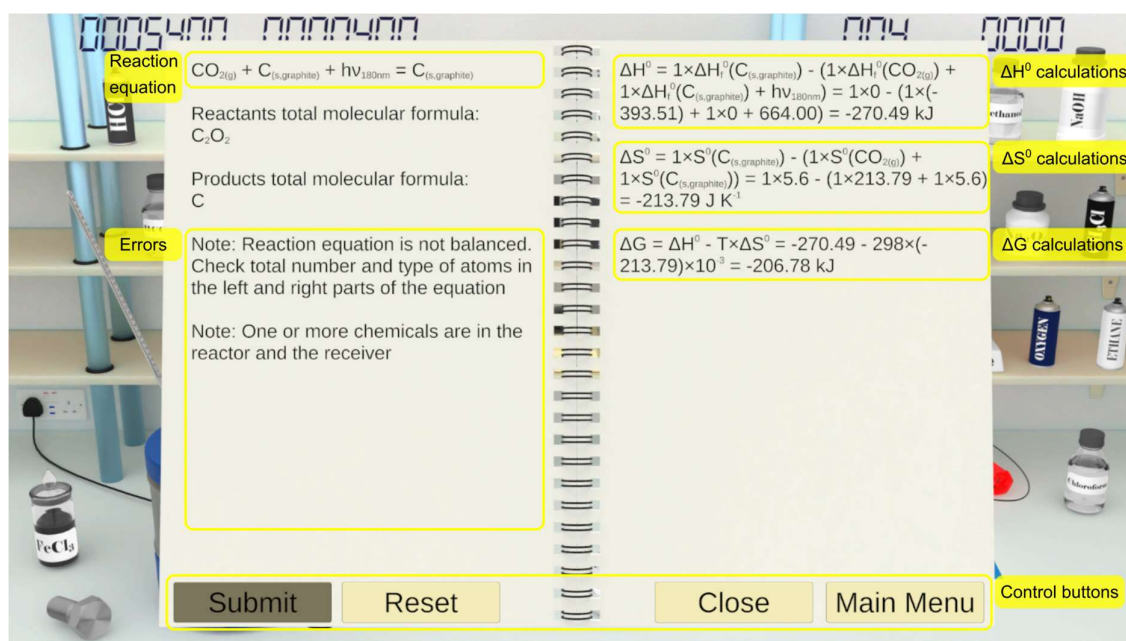 0005400 0000400 004 0000
Reaction
equation
CO₂₍g₎ + C₍s,graphite₎ + hν₁₈₀nm = C₍s,graphite₎
Reactants total molecular formula:
C₂O₂
Products total molecular formula:
C
Errors
Note: Reaction equation is not balanced.
Check total number and type of atoms in
the left and right parts of the equation
Note: One or more chemicals are in the
reactor and the receiver
ΔH⁰ = 1×ΔHf⁰(C₍s,graphite₎) - (1×ΔHf⁰(CO₂₍g₎) +
1×ΔHf⁰(C₍s,graphite₎) + hν₁₈₀nm) = 1×0 - (1×(-
393.51) + 1×0 + 664.00) = -270.49 kJ
ΔH⁰ calculations
ΔS⁰ = 1×S⁰(C₍s,graphite₎) - (1×S⁰(CO₂₍g₎) +
1×S⁰(C₍s,graphite₎)) = 1×5.6 - (1×213.79 + 1×5.6)
= -213.79 J K⁻¹
ΔS⁰ calculations
ΔG = ΔH⁰ - T×ΔS⁰ = -270.49 - 298×(-
213.79)×10⁻³ = -206.78 kJ
ΔG calculations
NaOH
OXYGEN
ETHANE
Chloroform
FeCl₃
Submit
Reset
Close
Main Menu
Control buttons